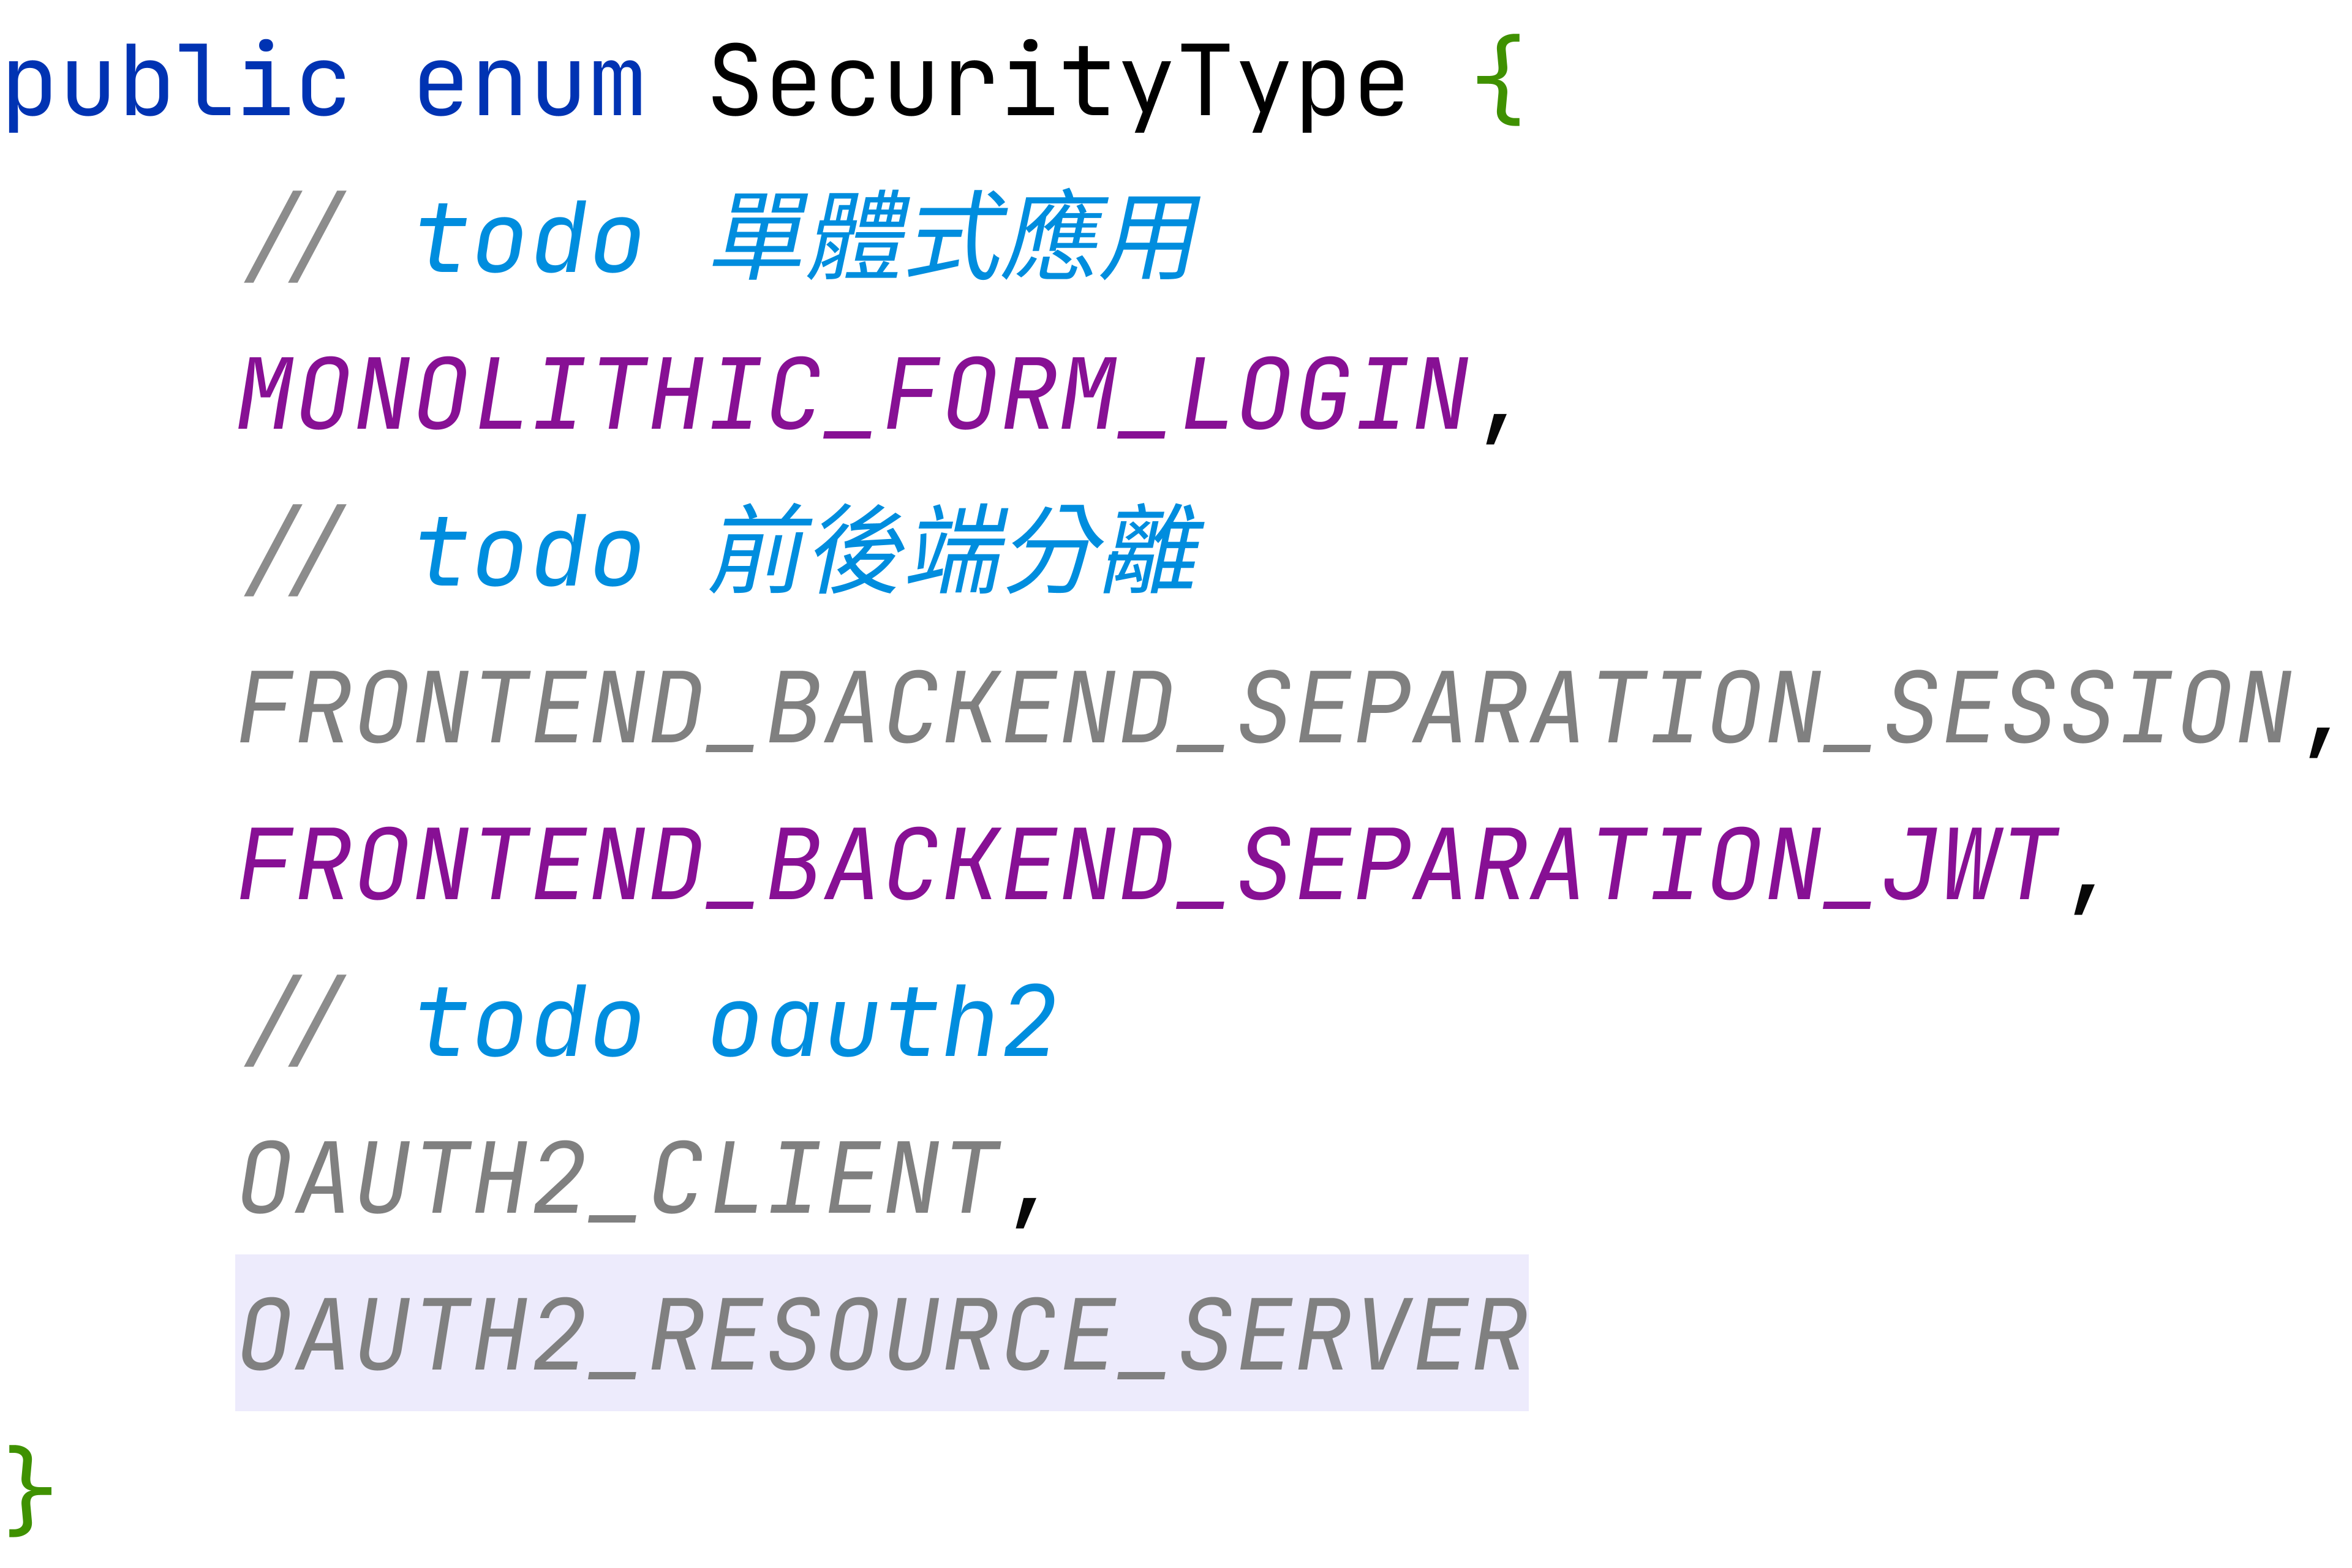 public enum SecurityType {
// todo 單體式應用
MONOLITHIC_FORM_LOGIN,
// todo 前後端分離
FRONTEND_BACKEND_SEPARATION_SESSION,
FRONTEND_BACKEND_SEPARATION_JWT,
// todo oauth2
OAUTH2_CLIENT,
OAUTH2_RESOURCE_SERVER
}